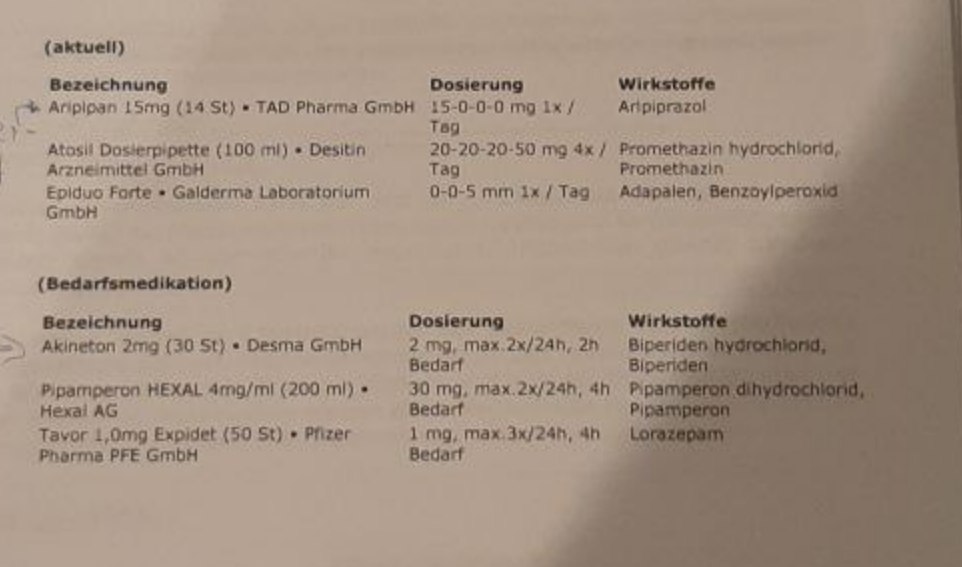 (aktuell)
Bezeichnung Dosierung Wirkstoffe
Aripipan 15mg (14 St) • TAD Pharma GmbH 15-0-0-0 mg 1x / Aripiprazol
Tag
Atosil Dosierpipette (100 ml) • Desitin 20-20-20-50 mg 4x / Promethazin hydrochlorid,
Arzneimittel GmbH Tag Promethazin
Epiduo Forte • Galderma Laboratorium 0-0-5 mm 1x / Tag Adapalen, Benzoylperoxid
GmbH
(Bedarfsmedikation)
Bezeichnung Dosierung Wirkstoffe
Akineton 2mg (30 St) • Desma GmbH 2 mg, max.2x/24h, 2h Biperiden hydrochlorid,
Bedarf Biperiden
Pipamperon HEXAL 4mg/ml (200 ml) • 30 mg, max.2x/24h, 4h Pipamperon dihydrochlorid,
Hexal AG Bedarf Pipamperon
Tavor 1,0mg Expidet (50 St) • Pfizer 1 mg, max.3x/24h, 4h Lorazepam
Pharma PFE GmbH Bedarf